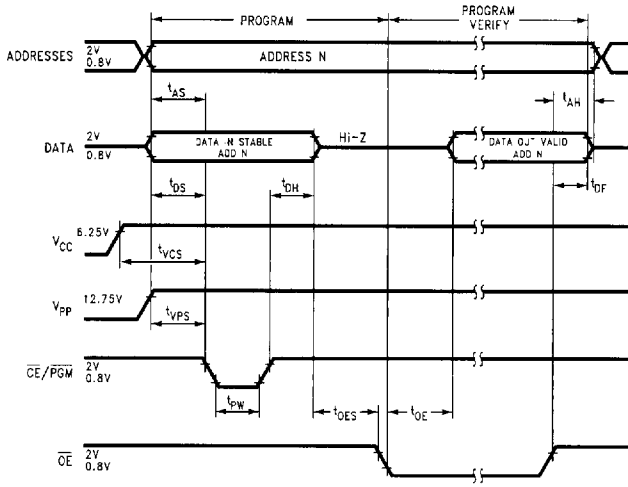 PROGRAM
PROGRAM VERIFY
ADDRESSES
2V
0.8V
ADDRESS N
tAS
tAH
DATA
2V
0.8V
DATA IN STABLE
ADD N
Hi-Z
DATA OUT VALID
ADD N
tDS
tDH
tDF
VCC
6.25V
tVCS
VPP
12.75V
tVPS
CE/PGM
2V
0.8V
tPW
tOES
tOE
OE
2V
0.8V